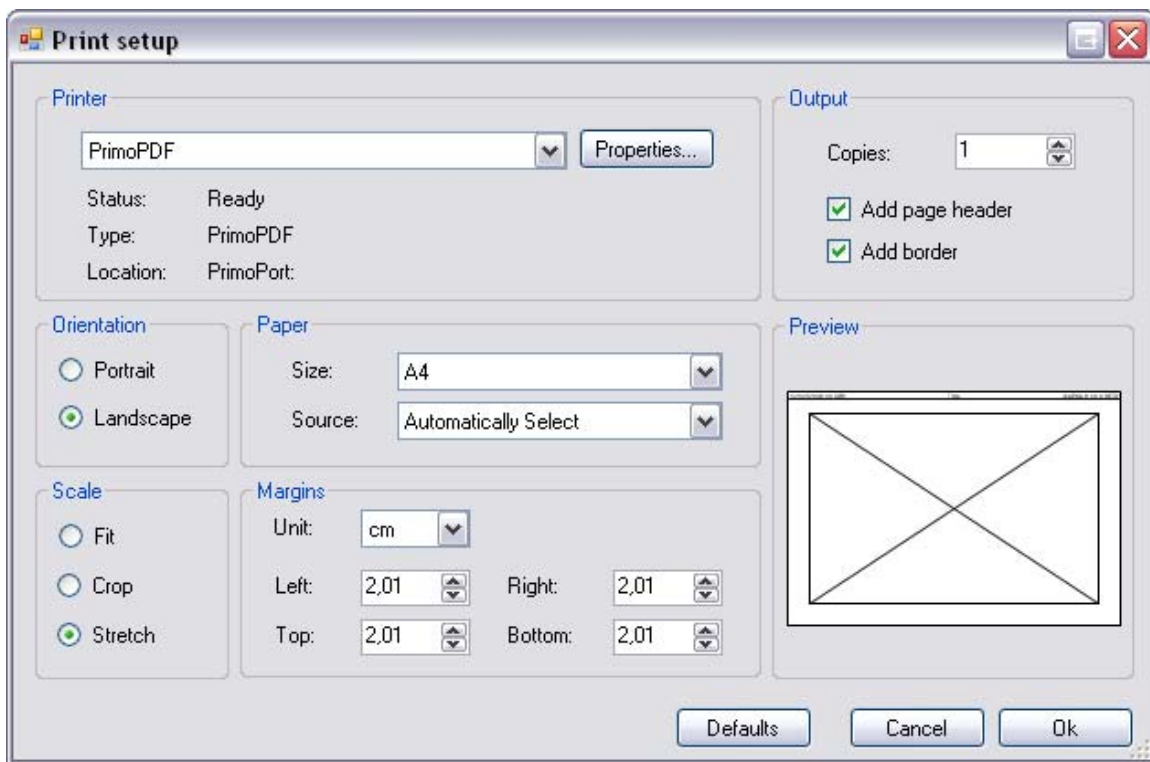 Print setup
Printer
PrimoPDF
Properties...
Status: Ready
Type: PrimoPDF
Location: PrimoPort:
Output
Copies: 1
Add page header
Add border
Orientation
Portrait
Landscape
Paper
Size: A4
Source: Automatically Select
Preview
Scale
Fit
Crop
Stretch
Margins
Unit: cm
Left: 2,01 Right: 2,01
Top: 2,01 Bottom: 2,01
Defaults Cancel Ok